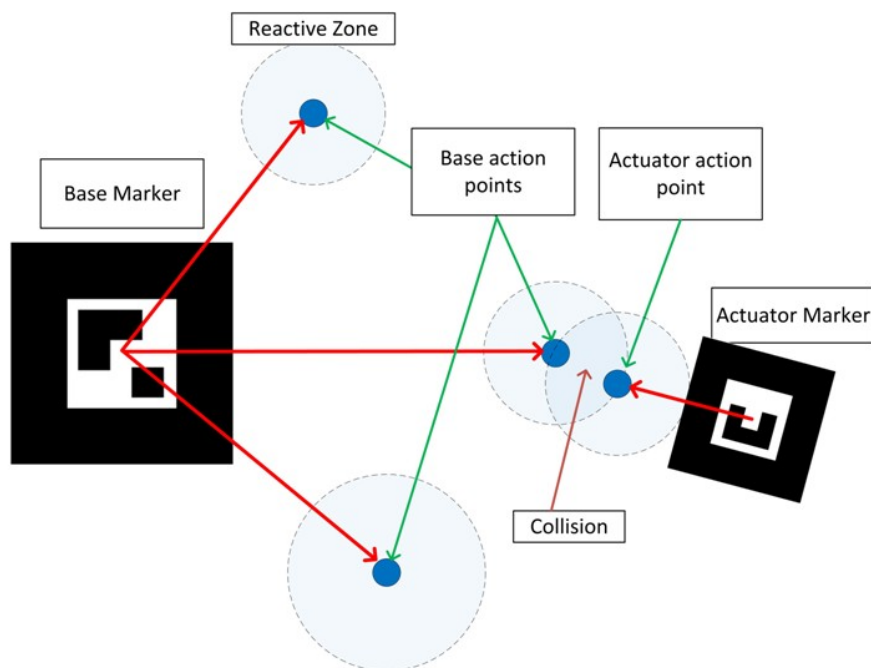 Reactive Zone
Base Marker
Base action
points
Actuator action
point
Actuator Marker
Collision